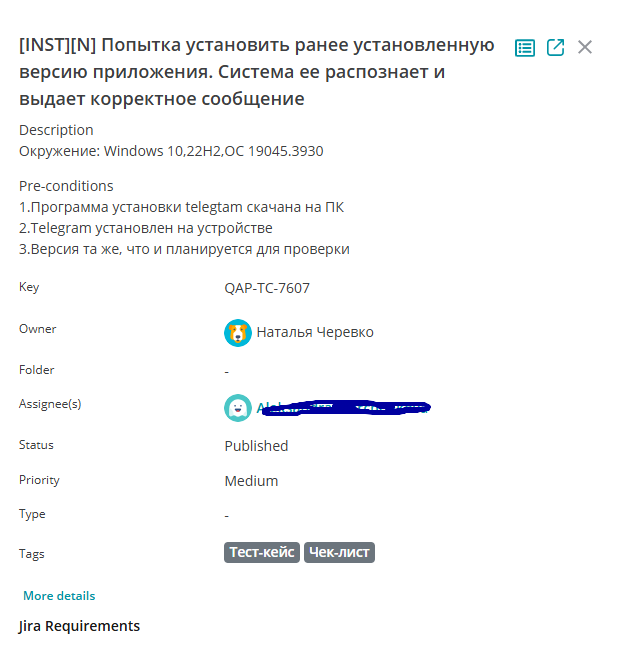 [INST][N] Попытка установить ранее установленную
версию приложения. Система ее распознает и
выдает корректное сообщение
Description
Окружение: Windows 10,22H2,ОС 19045.3930
Pre-conditions
1.Программа установки telegtam скачана на ПК
2.Telegram установлен на устройстве
3.Версия та же, что и планируется для проверки
Key QAP-TC-7607
Owner Наталья Черевко
Folder -
Assignee(s)
Status Published
Priority Medium
Type -
Tags Тест-кейс Чек-лист
More details
Jira Requirements